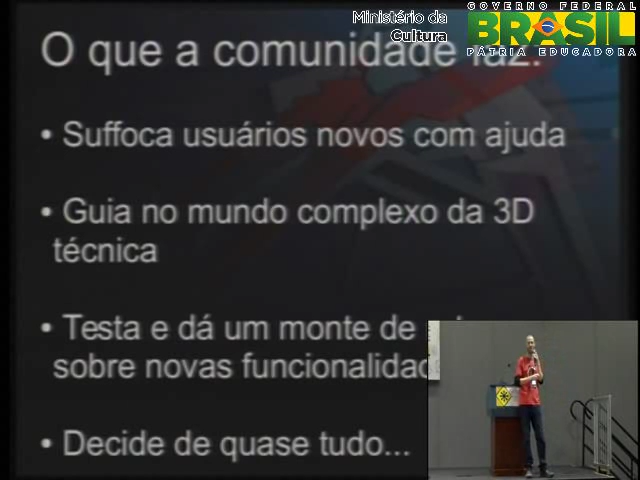 GOVERNO FEDERAL
Ministério da
Cultura
BRASIL
PÁTRIA EDUCADORA
O que a comunidade faz:
• Suffoca usuários novos com ajuda
• Guia no mundo complexo da 3D
técnica
• Testa e dá um monte de
sobre novas
• Decide de quase tudo...